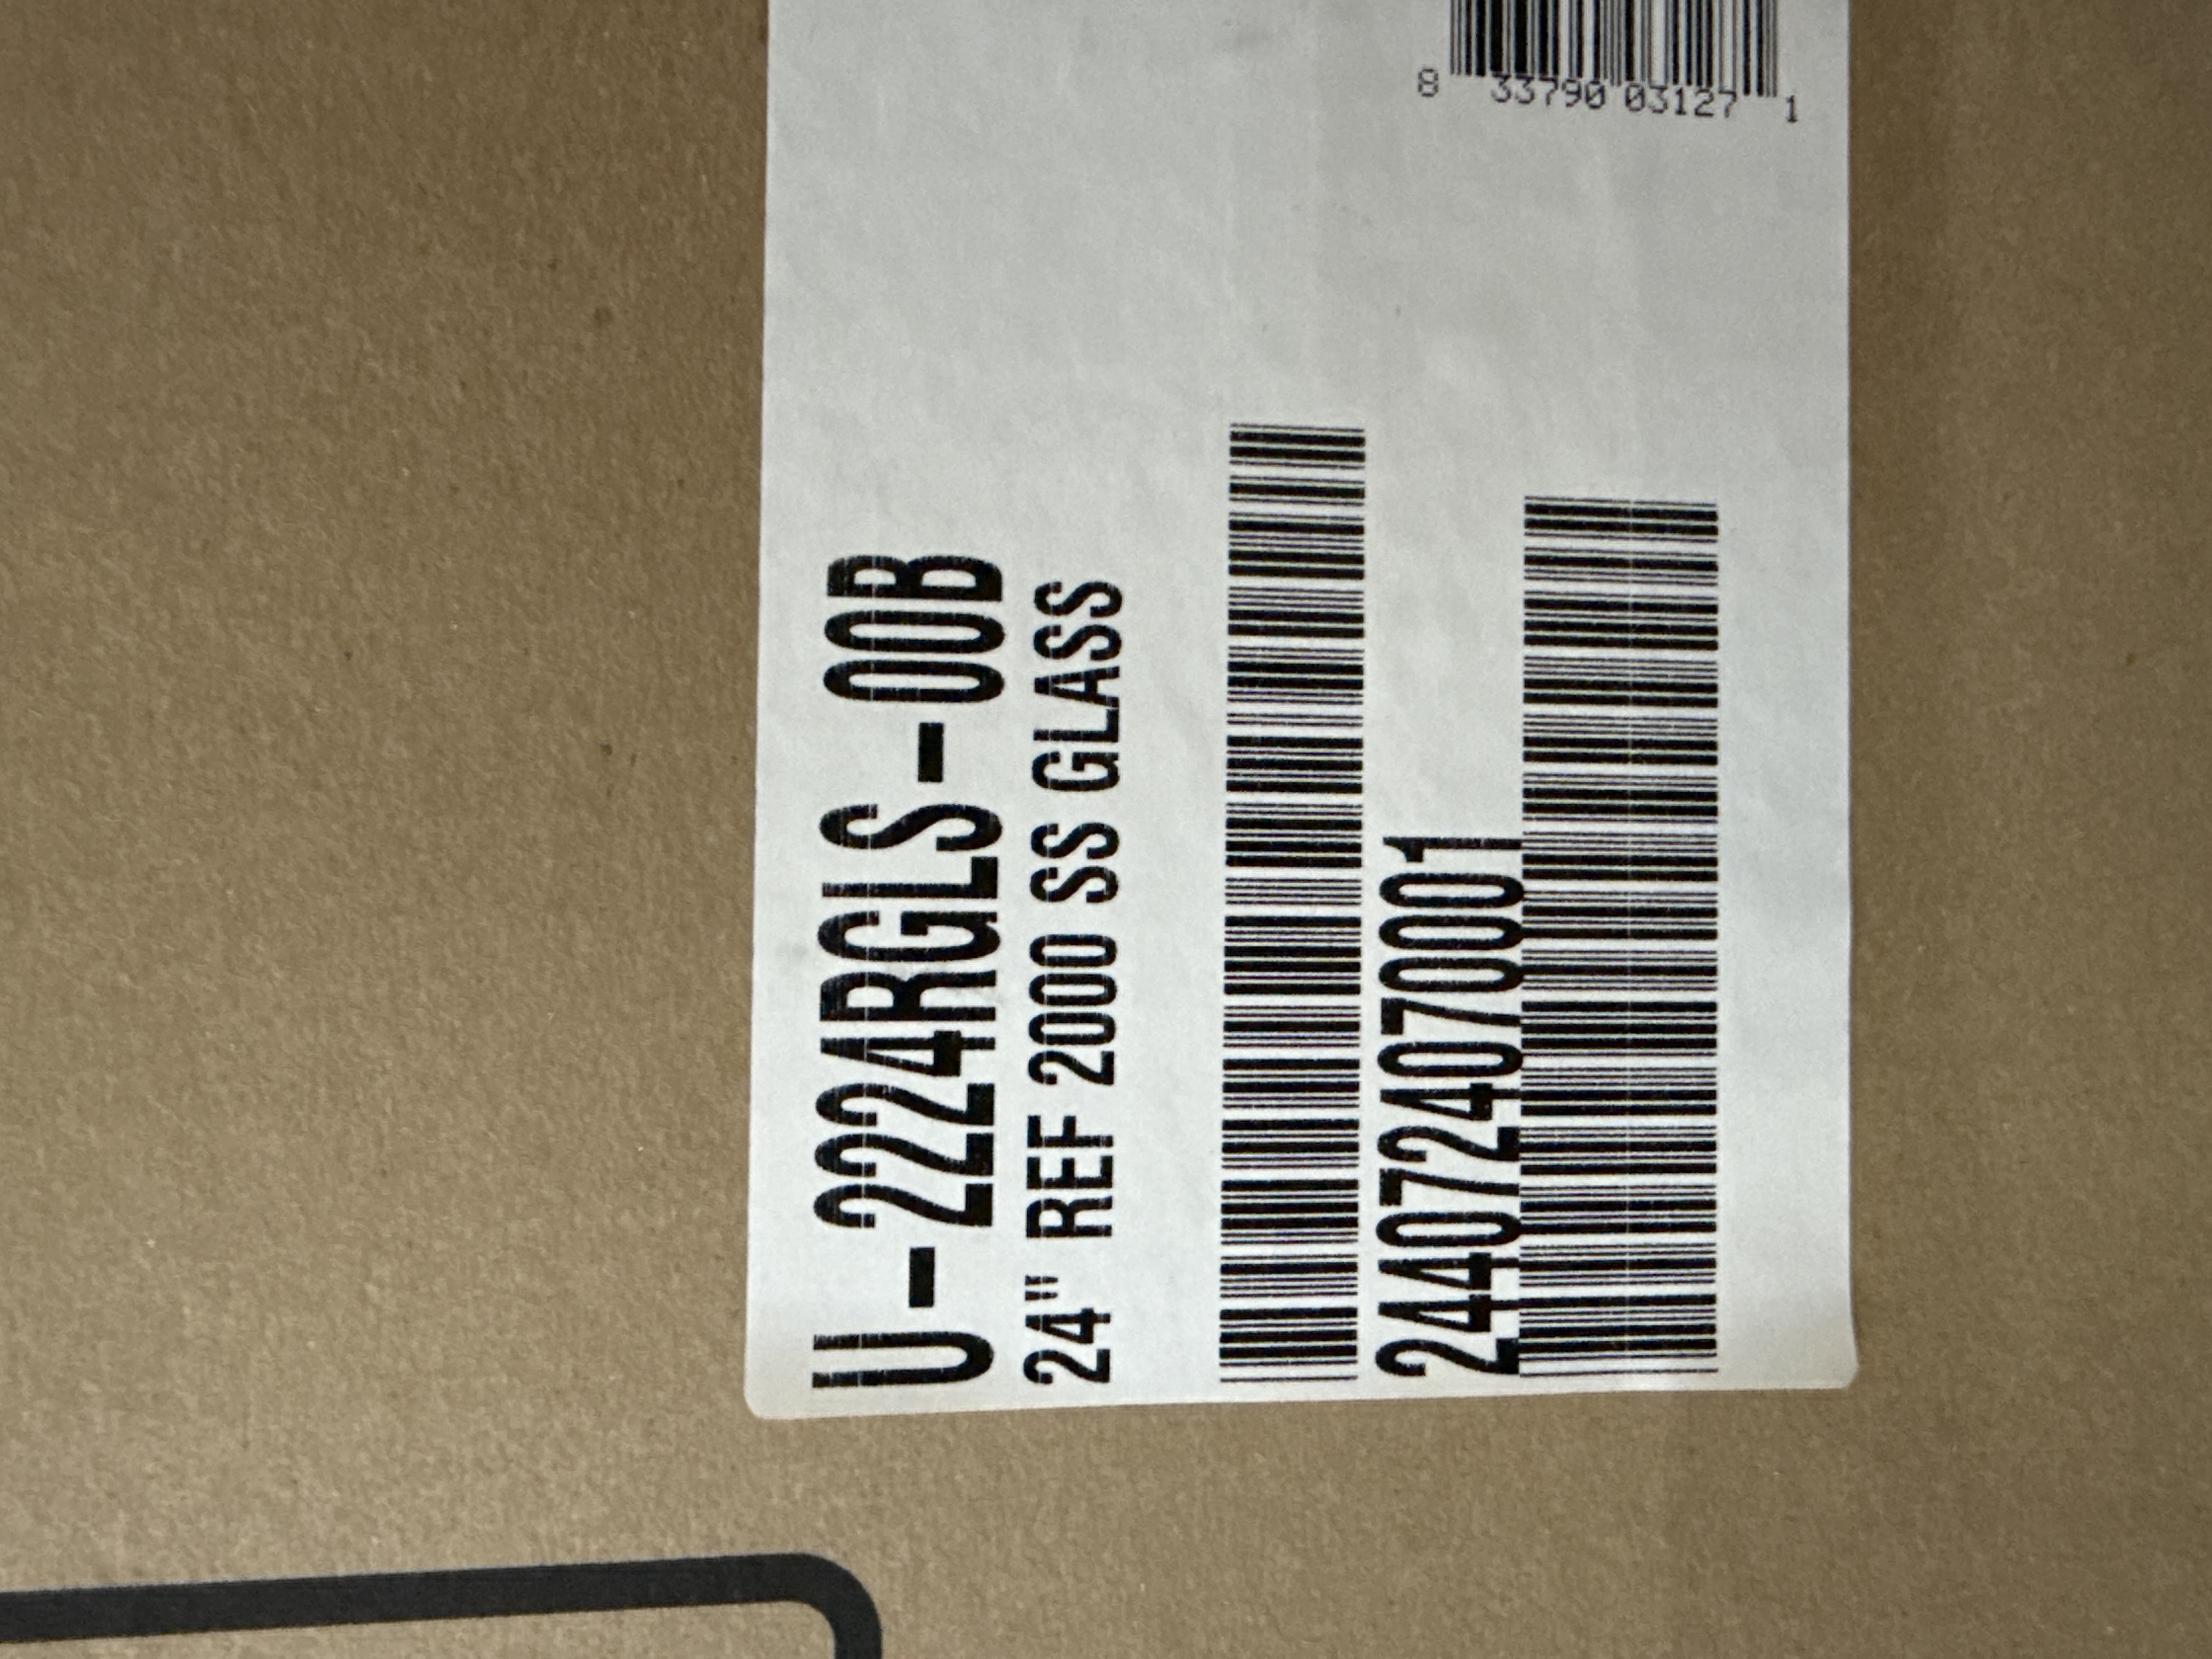 U-2224RGLS-00B
24" REF 2000 SS GLASS
2440724070001
8 33790 03127 1